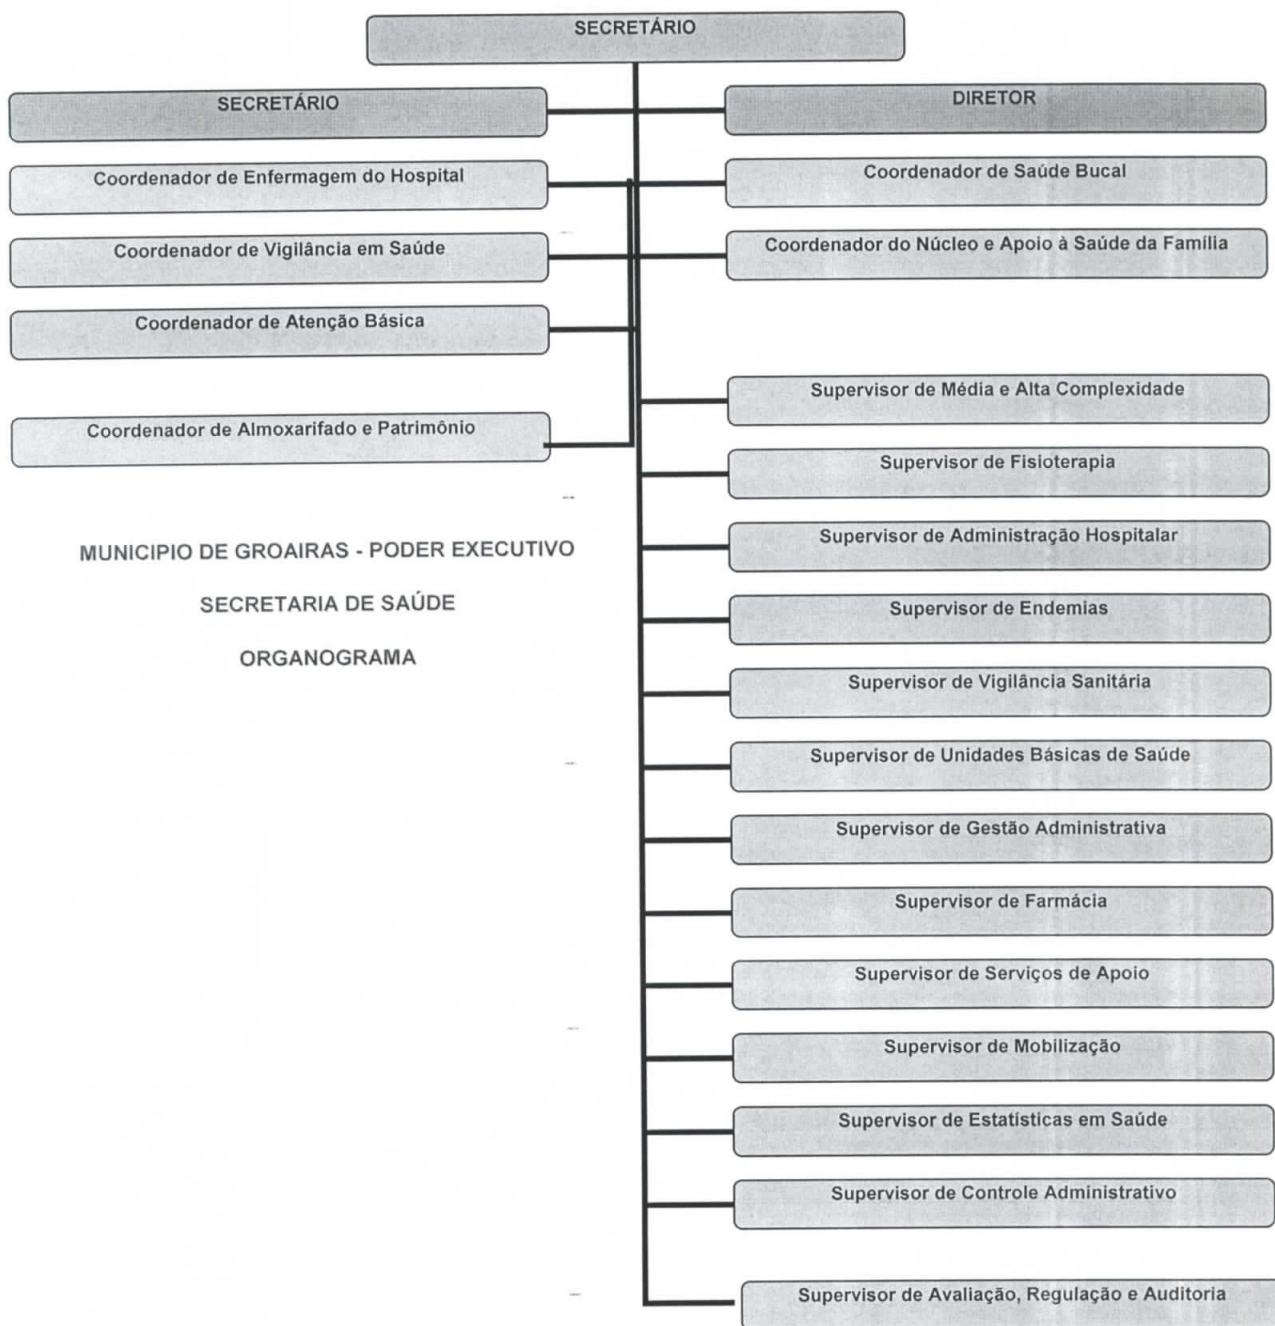 SECRETÁRIO
SECRETÁRIO
DIRETOR
Coordenador de Enfermagem do Hospital
Coordenador de Saúde Bucal
Coordenador de Vigilância em Saúde
Coordenador do Núcleo e Apoio à Saúde da Família
Coordenador de Atenção Básica
Supervisor de Média e Alta Complexidade
Coordenador de Almoxarifado e Patrimônio
Supervisor de Fisioterapia
Supervisor de Administração Hospitalar
MUNICIPIO DE GROAIRAS - PODER EXECUTIVO
SECRETARIA DE SAÚDE
ORGANOGRAMA
Supervisor de Endemias
Supervisor de Vigilância Sanitária
Supervisor de Unidades Básicas de Saúde
Supervisor de Gestão Administrativa
Supervisor de Farmácia
Supervisor de Serviços de Apoio
Supervisor de Mobilização
Supervisor de Estatísticas em Saúde
Supervisor de Controle Administrativo
Supervisor de Avaliação, Regulação e Auditoria